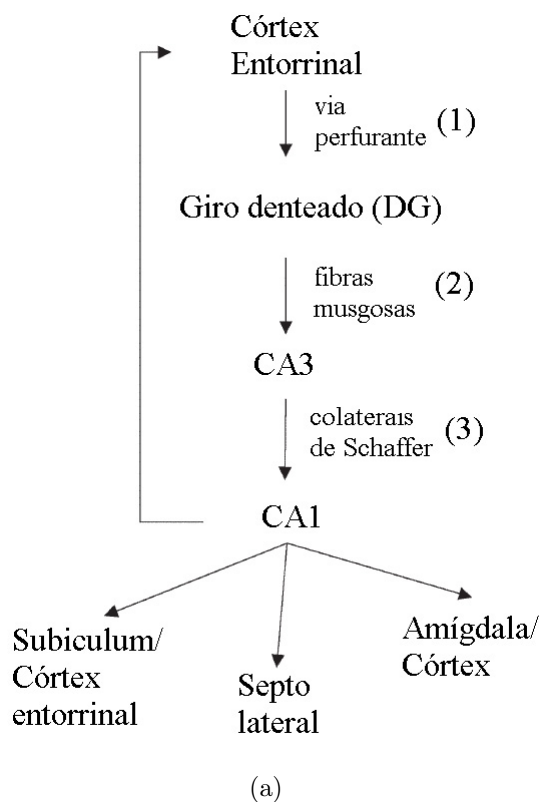 Córtex
Entorrinal
via
perfurante
(1)
Giro denteado (DG)
fibras
musgosas
(2)
CA3
colaterais
de Schaffer
(3)
CA1
Subiculum/
Córtex
entorrinal
Septo
lateral
Amígdala/
Córtex
(a)